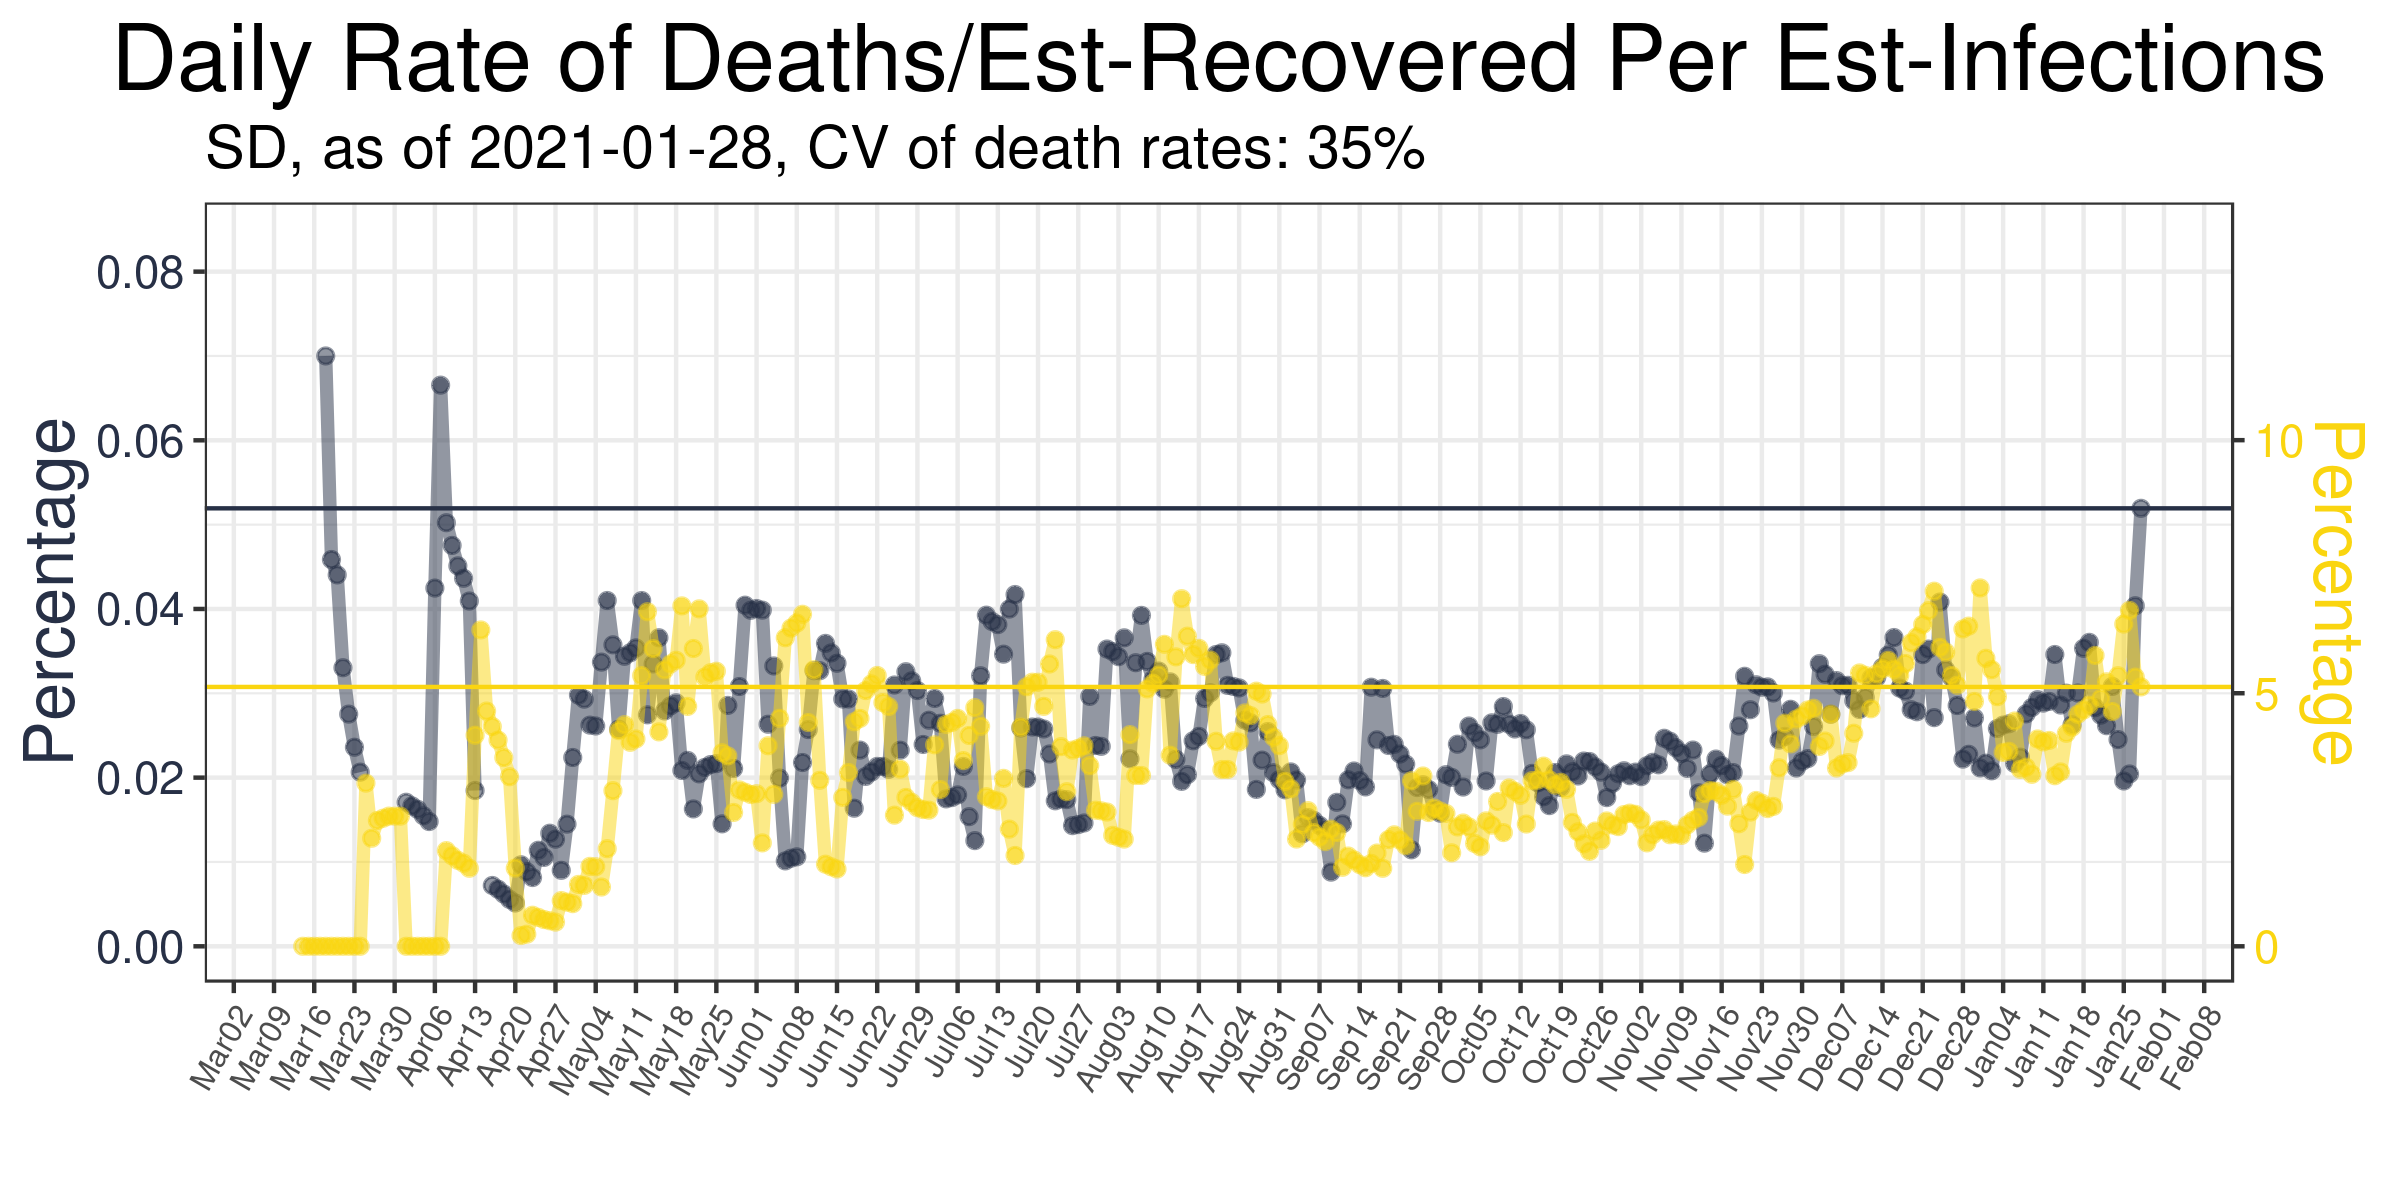 Daily Rate of Deaths/Est-Recovered Per Est-Infections
SD, as of 2021-01-28, CV of death rates: 35%
Percentage
0.08
0.06
0.04
0.02
0.00
10
5
0
Percentage
Mar02 Mar09 Mar16 Mar23 Mar30 Apr06 Apr13 Apr20 Apr27 May04 May11 May18 May25 Jun01 Jun08 Jun15 Jun22 Jun29 Jul06 Jul13 Jul20 Jul27 Aug03 Aug10 Aug17 Aug24 Aug31 Sep07 Sep14 Sep21 Sep28 Oct05 Oct12 Oct19 Oct26 Nov02 Nov09 Nov16 Nov23 Nov30 Dec07 Dec14 Dec21 Dec28 Jan04 Jan11 Jan18 Jan25 Feb01 Feb08